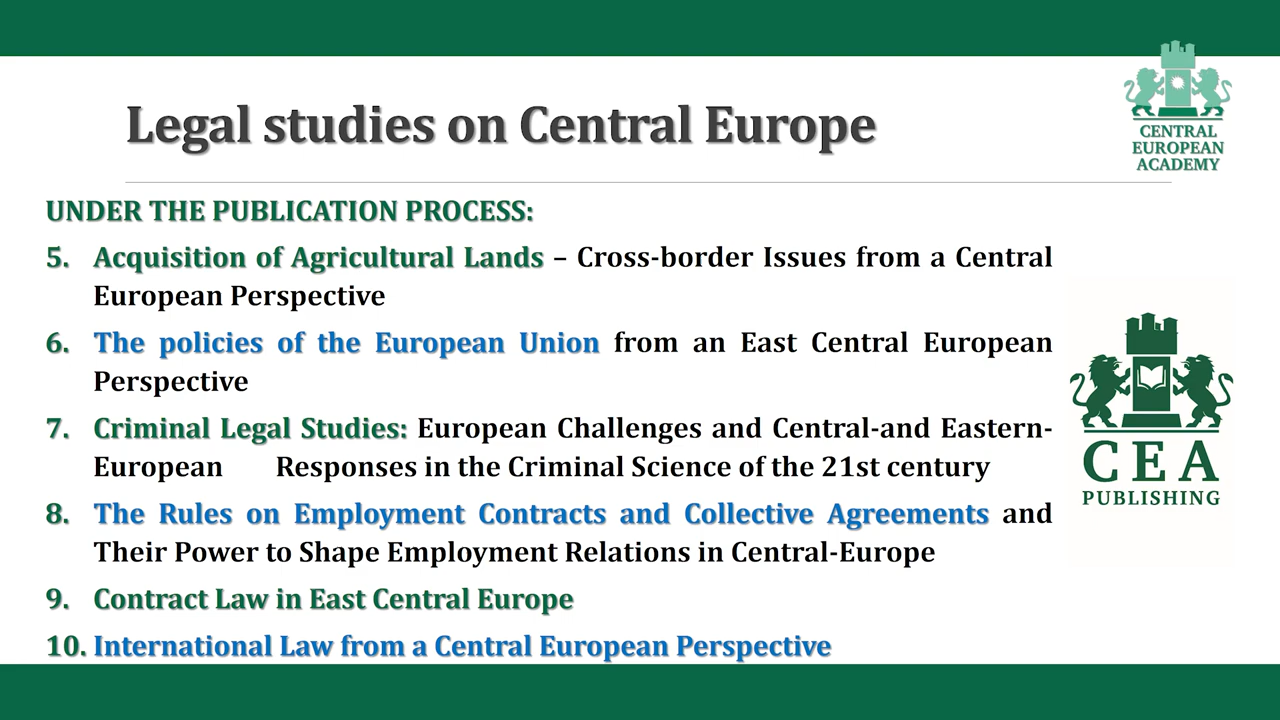 Legal studies on Central Europe
CENTRAL
EUROPEAN
ACADEMY
UNDER THE PUBLICATION PROCESS:
5. Acquisition of Agricultural Lands – Cross-border Issues from a Central
European Perspective
6. The policies of the European Union from an East Central European
Perspective
7. Criminal Legal Studies: European Challenges and Central-and Eastern-
European Responses in the Criminal Science of the 21st century
8. The Rules on Employment Contracts and Collective Agreements and
Their Power to Shape Employment Relations in Central-Europe
9. Contract Law in East Central Europe
10. International Law from a Central European Perspective
CEA
PUBLISHING